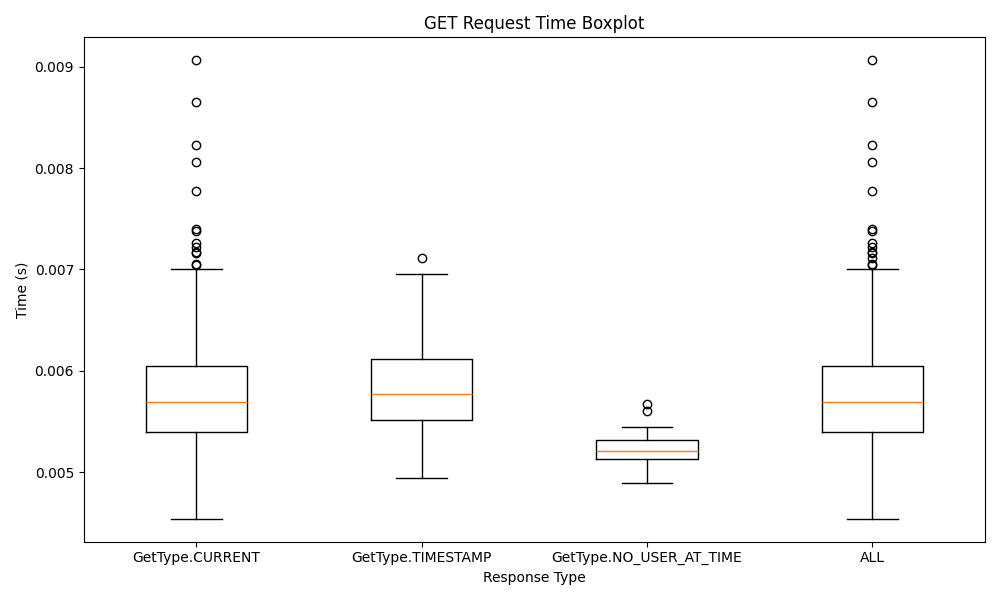 GET Request Time Boxplot
0.009
0.008
0.007
0.006
0.005
Time (s)
GetType.CURRENT
GetType.TIMESTAMP
GetType.NO_USER_AT_TIME
ALL
Response Type